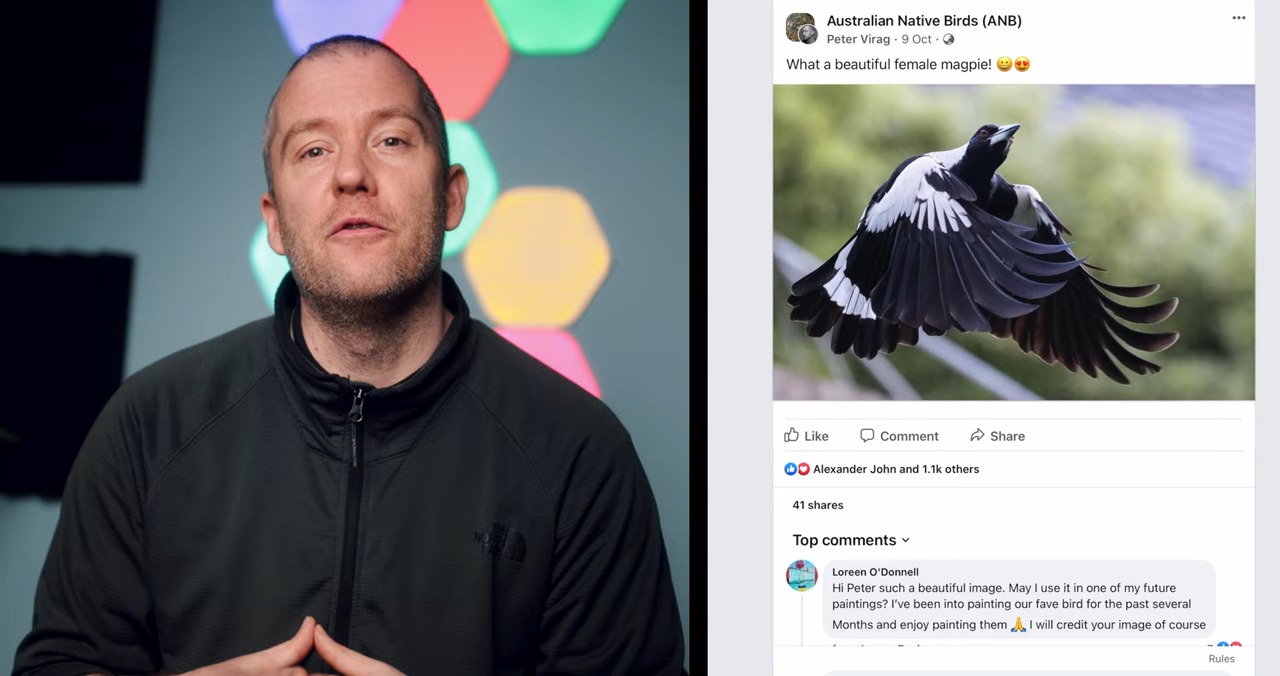 THE
NORTH
FACE
Australian Native Birds (ANB)
Peter Virag · 9 Oct ·
What a beautiful female magpie! 😀😍
Like Comment Share
Alexander John and 1.1k others
41 shares
Top comments
Loreen O'Donnell
Hi Peter such a beautiful image. May I use it in one of my future
paintings? I've been into painting our fave bird for the past several
Months and enjoy painting them 🙏 I will credit your image of course
Rules